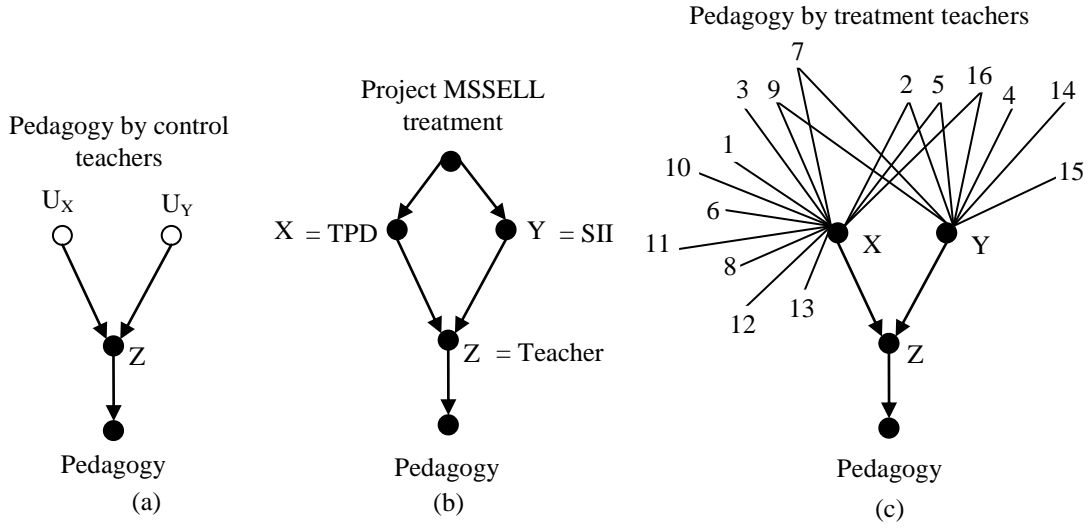 Pedagogy by control
teachers
U_X U_Y
Z
Pedagogy
(a)
Project MSSELL
treatment
X = TPD Y = SII
Z = Teacher
Pedagogy
(b)
Pedagogy by treatment teachers
7
3 9 2 5 16 4 14
1
10 15
6
11
8
12 13
X Y
Z
Pedagogy
(c)